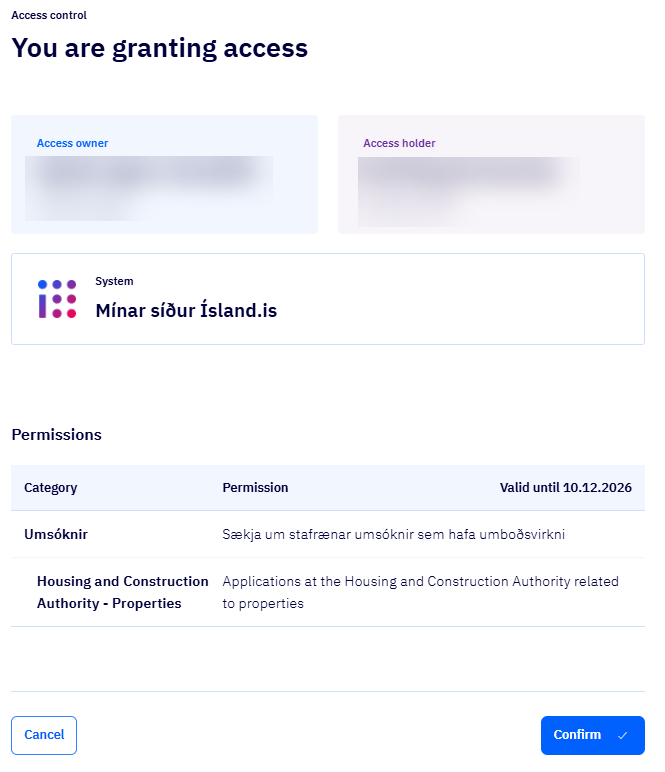 Access control
You are granting access
Access owner
Access holder
System
Mínar síður Ísland.is
Permissions
Category Permission Valid until 10.12.2026
Umsóknir Sækja um stafrænar umsóknir sem hafa umboðsvirkni
Housing and Construction Applications at the Housing and Construction Authority related
Authority - Properties to properties
Cancel Confirm